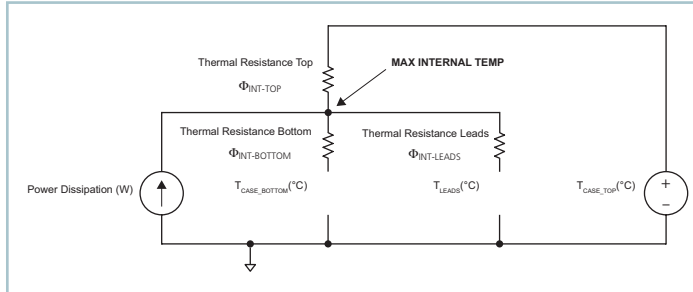 Thermal Resistance Top
MAX INTERNAL TEMP
ΦINT-TOP
Thermal Resistance Bottom
Thermal Resistance Leads
ΦINT-BOTTOM
ΦINT-LEADS
Power Dissipation (W)
TCASE_BOTTOM(°C)
TLEADS(°C)
TCASE_TOP(°C)
+
–